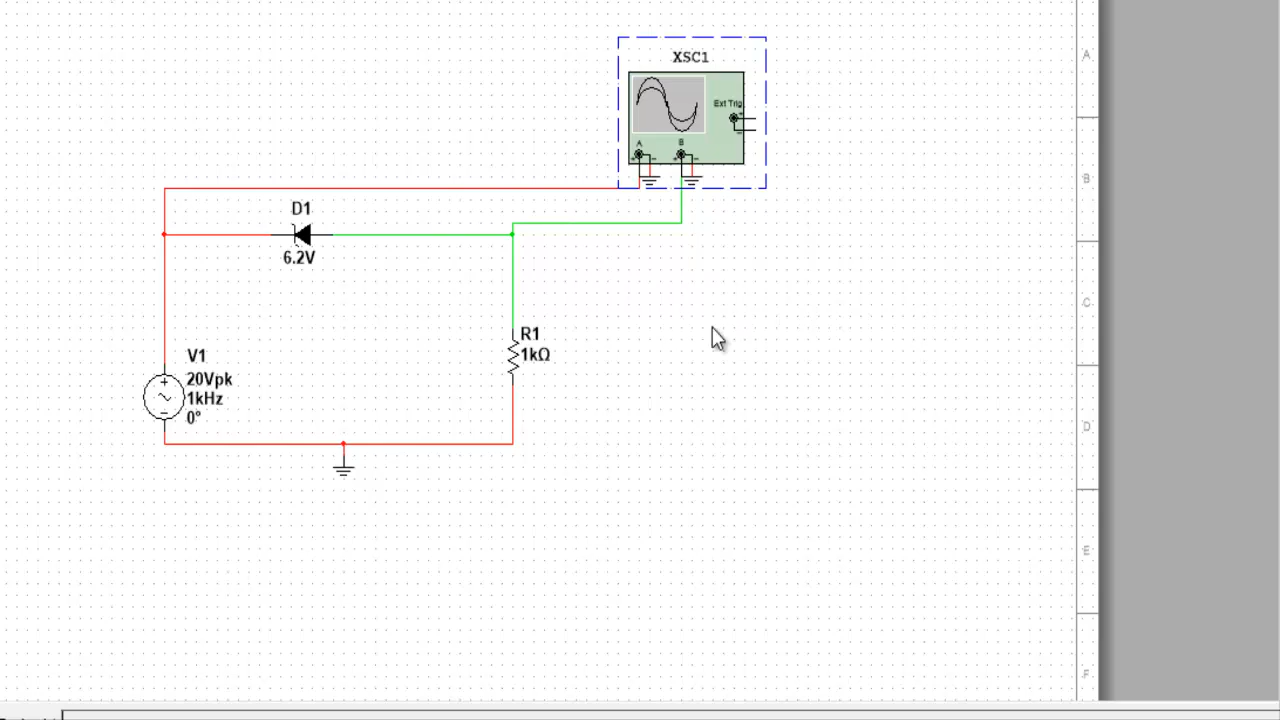 XSC1
Ext Trig
+
−
A
B
+ −
+ −
D1
6.2V
R1
1kΩ
V1
20Vpk
1kHz
0°
A
B
C
D
E
F